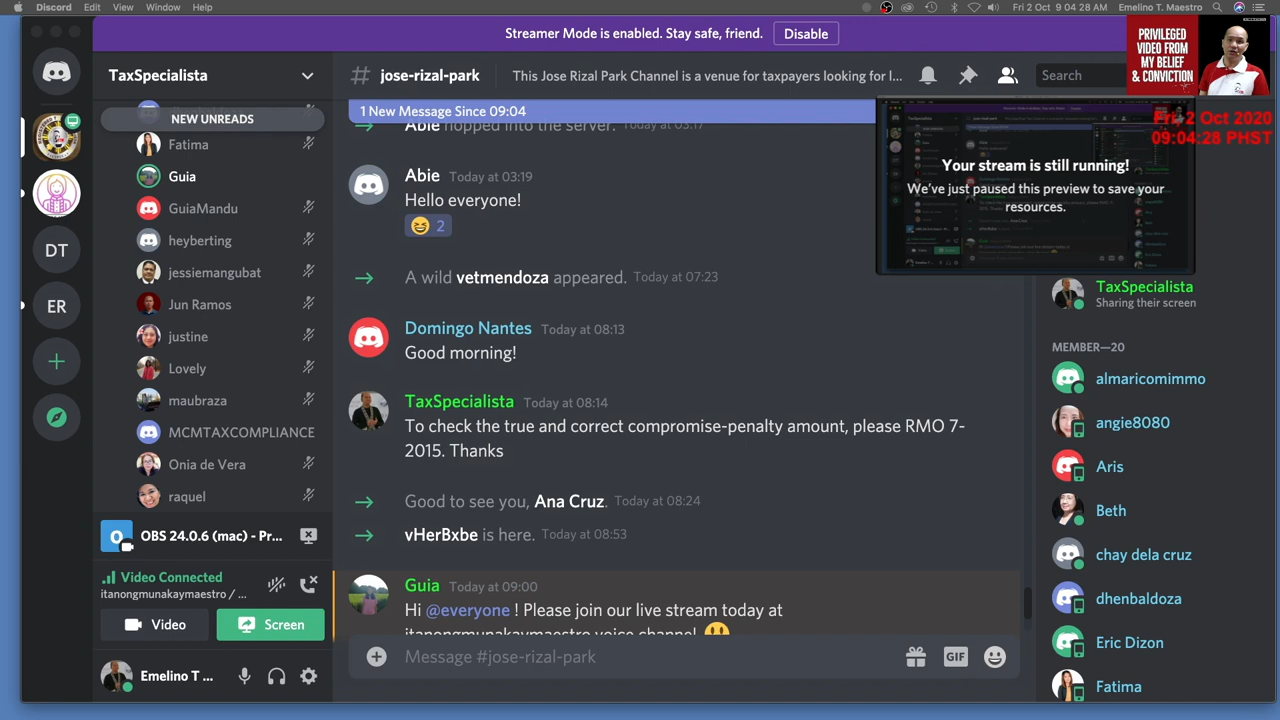 Discord Edit View Window Help
Fri 2 Oct 9 04 28 AM Emelino T. Maestro
Streamer Mode is enabled. Stay safe, friend. Disable
PRIVILEGED
VIDEO FROM
MY BELIEF
& CONVICTION
TaxSpecialista
# jose-rizal-park This Jose Rizal Park Channel is a venue for taxpayers looking for l... Search
NEW UNREADS
Fatima
Guia
GuiaMandu
heyberting
jessiemangubat
Jun Ramos
justine
Lovely
maubraza
MCMTAXCOMPLIANCE
Onia de Vera
raquel
DT
ER
OBS 24.0.6 (mac) - Pr...
Video Connected
itanongmunakaymaestro / ...
Video Screen
Emelino T ...
1 New Message Since 09:04
Abie hopped into the server. Today at 03:17
Abie Today at 03:19
Hello everyone!
2
A wild vetmendoza appeared. Today at 07:23
Domingo Nantes Today at 08:13
Good morning!
TaxSpecialista Today at 08:14
To check the true and correct compromise-penalty amount, please RMO 7-
2015. Thanks
Good to see you, Ana Cruz. Today at 08:24
vHerBxbe is here. Today at 08:53
Guia Today at 09:00
Hi @everyone ! Please join our live stream today at
itanongmunakaymaestro voice channel.
Message #jose-rizal-park
GIF
Fri 2 Oct 2020
09:04:28 PHST
Your stream is still running!
We've just paused this preview to save your
resources.
TaxSpecialista
Sharing their screen
MEMBER—20
almaricomimmo
angie8080
Aris
Beth
chay dela cruz
dhenbaldoza
Eric Dizon
Fatima